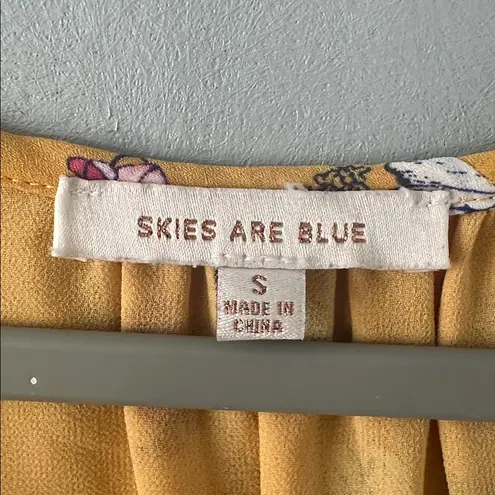 SKIES ARE BLUE
S
MADE IN
CHINA